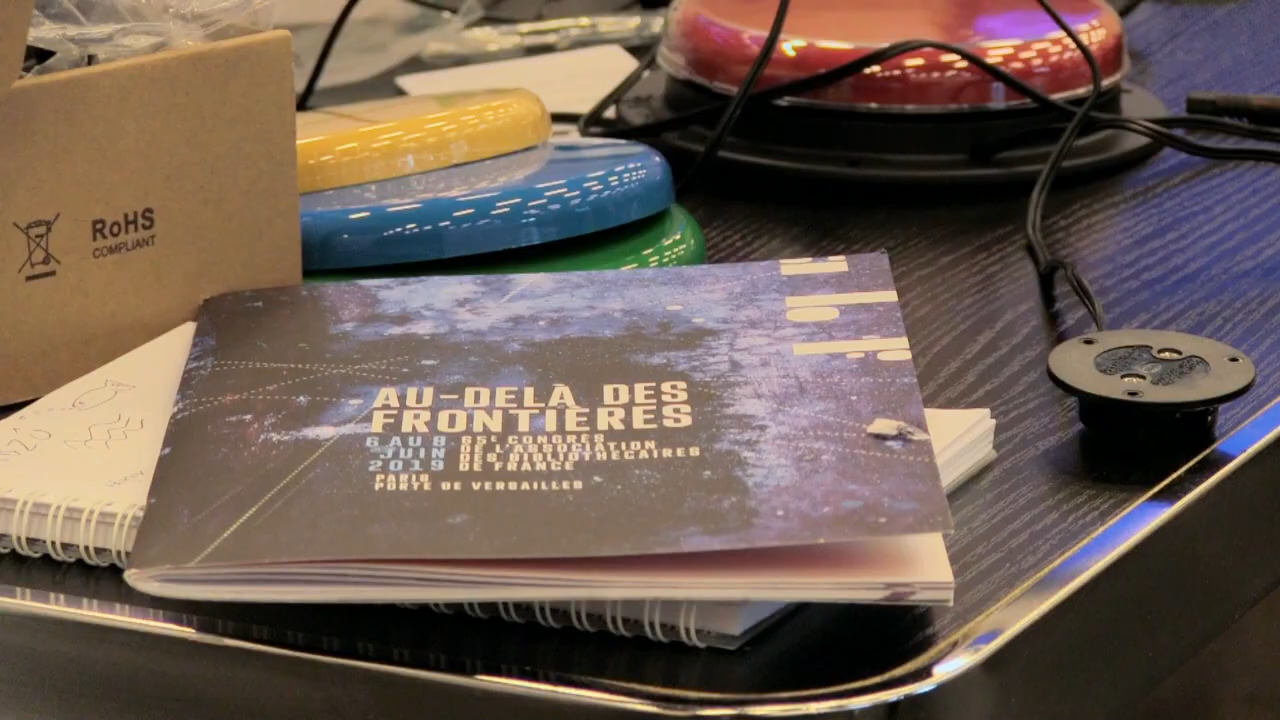 RoHS
COMPLIANT
AU-DELÀ DES
FRONTIÈRES
6 AU 8
JUIN
2019
65E CONGRÈS
DE L'ASSOCIATION
DES BIBLIOTHÉCAIRES
DE FRANCE
PARIS
PORTE DE VERSAILLES